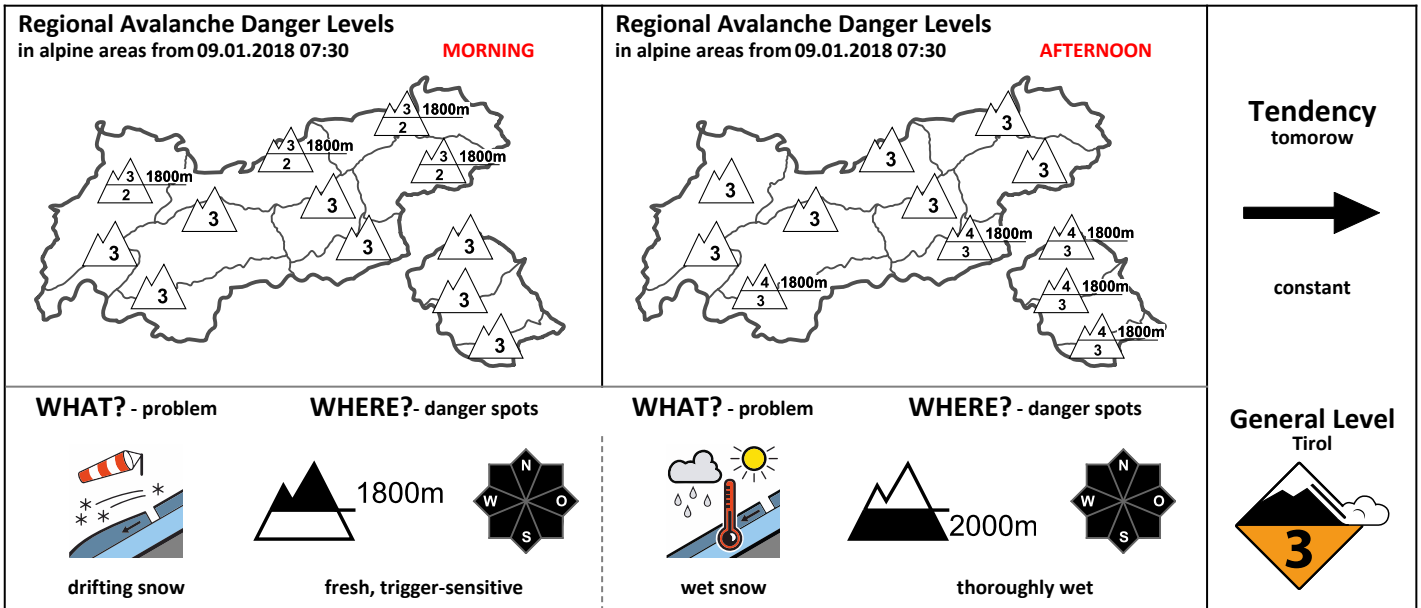 Regional Avalanche Danger Levels
in alpine areas from 09.01.2018 07:30 MORNING
3 1800m
2
3 1800m
2
3 1800m
2
3 1800m
2
3
3
3
3
3
3
3
3
Regional Avalanche Danger Levels
in alpine areas from 09.01.2018 07:30 AFTERNOON
3
3
3
3
3
3
3
4 1800m
3
4 1800m
3
4 1800m
3
4 1800m
3
4 1800m
3
Tendency
tomorow
constant
WHAT? - problem
drifting snow
WHERE? - danger spots
1800m
N
W O
S
fresh, trigger-sensitive
WHAT? - problem
wet snow
WHERE? - danger spots
2000m
N
W O
S
thoroughly wet
General Level
Tirol
3